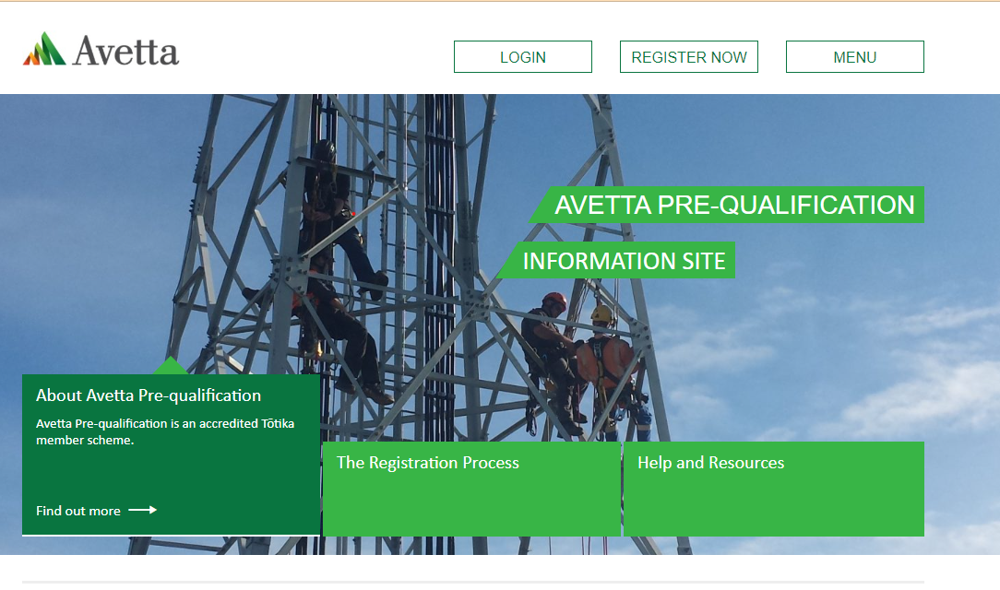 Avetta
LOGIN
REGISTER NOW
MENU
AVETTA PRE-QUALIFICATION
INFORMATION SITE
About Avetta Pre-qualification
Avetta Pre-qualification is an accredited Tōtika
member scheme.
Find out more
The Registration Process
Help and Resources